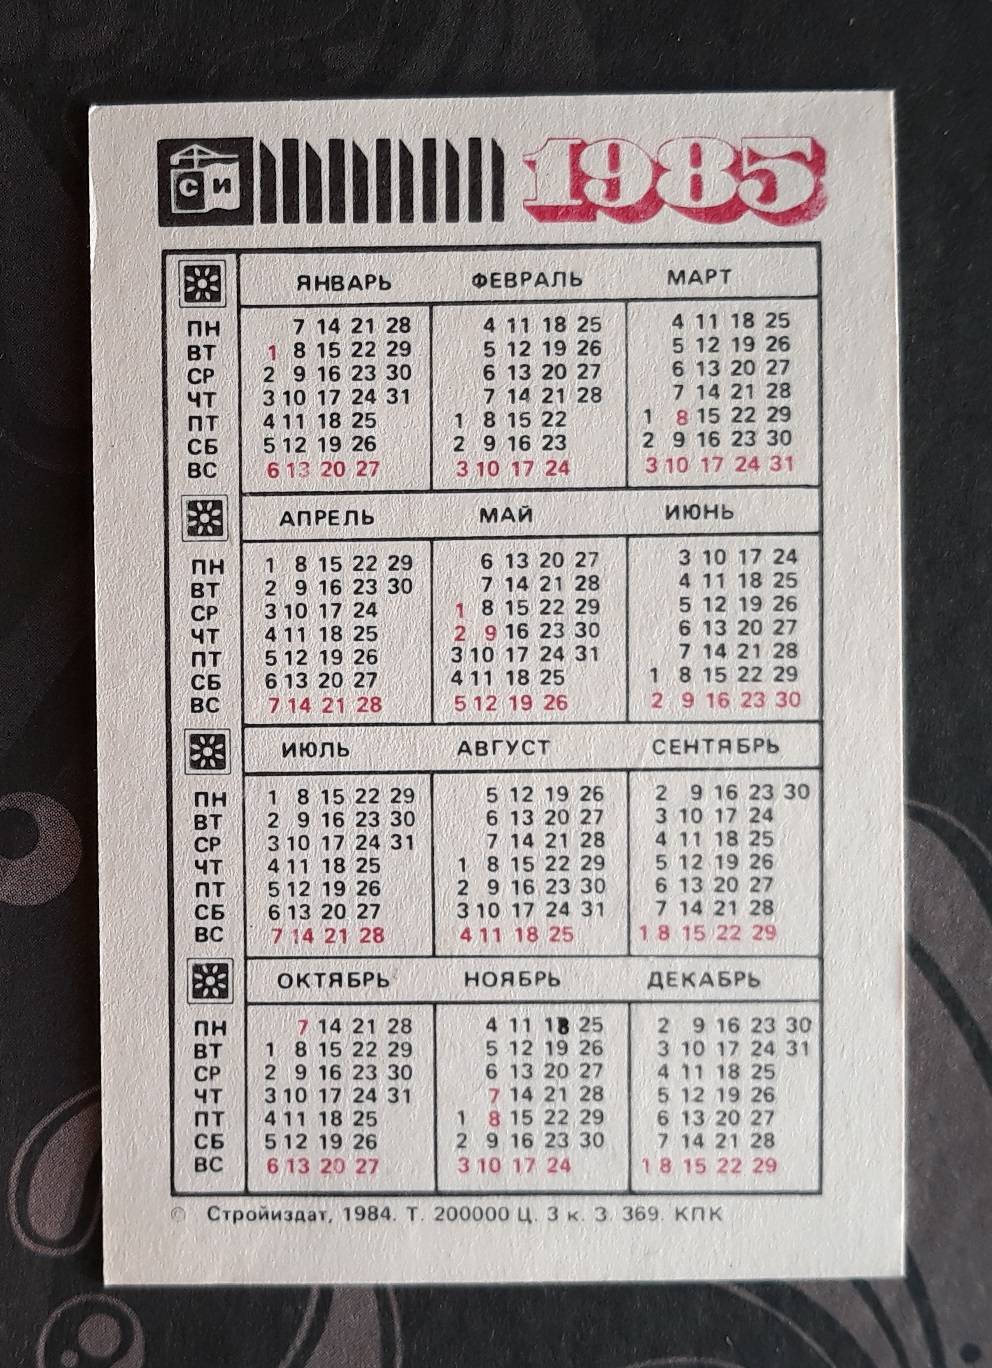 СИ 1985
ЯНВАРЬ ФЕВРАЛЬ МАРТ
ПН 7 14 21 28 4 11 18 25 4 11 18 25
ВТ 1 8 15 22 29 5 12 19 26 5 12 19 26
СР 2 9 16 23 30 6 13 20 27 6 13 20 27
ЧТ 3 10 17 24 31 7 14 21 28 7 14 21 28
ПТ 4 11 18 25 1 8 15 22 1 8 15 22 29
СБ 5 12 19 26 2 9 16 23 2 9 16 23 30
ВС 6 13 20 27 3 10 17 24 3 10 17 24 31
АПРЕЛЬ МАЙ ИЮНЬ
ПН 1 8 15 22 29 6 13 20 27 3 10 17 24
ВТ 2 9 16 23 30 7 14 21 28 4 11 18 25
СР 3 10 17 24 1 8 15 22 29 5 12 19 26
ЧТ 4 11 18 25 2 9 16 23 30 6 13 20 27
ПТ 5 12 19 26 3 10 17 24 31 7 14 21 28
СБ 6 13 20 27 4 11 18 25 1 8 15 22 29
ВС 7 14 21 28 5 12 19 26 2 9 16 23 30
ИЮЛЬ АВГУСТ СЕНТЯБРЬ
ПН 1 8 15 22 29 5 12 19 26 2 9 16 23 30
ВТ 2 9 16 23 30 6 13 20 27 3 10 17 24
СР 3 10 17 24 31 7 14 21 28 4 11 18 25
ЧТ 4 11 18 25 1 8 15 22 29 5 12 19 26
ПТ 5 12 19 26 2 9 16 23 30 6 13 20 27
СБ 6 13 20 27 3 10 17 24 31 7 14 21 28
ВС 7 14 21 28 4 11 18 25 1 8 15 22 29
ОКТЯБРЬ НОЯБРЬ ДЕКАБРЬ
ПН 7 14 21 28 4 11 18 25 2 9 16 23 30
ВТ 1 8 15 22 29 5 12 19 26 3 10 17 24 31
СР 2 9 16 23 30 6 13 20 27 4 11 18 25
ЧТ 3 10 17 24 31 7 14 21 28 5 12 19 26
ПТ 4 11 18 25 1 8 15 22 29 6 13 20 27
СБ 5 12 19 26 2 9 16 23 30 7 14 21 28
ВС 6 13 20 27 3 10 17 24 1 8 15 22 29
© Стройиздат, 1984. Т. 200000 Ц. 3 к. З. 369. КПК